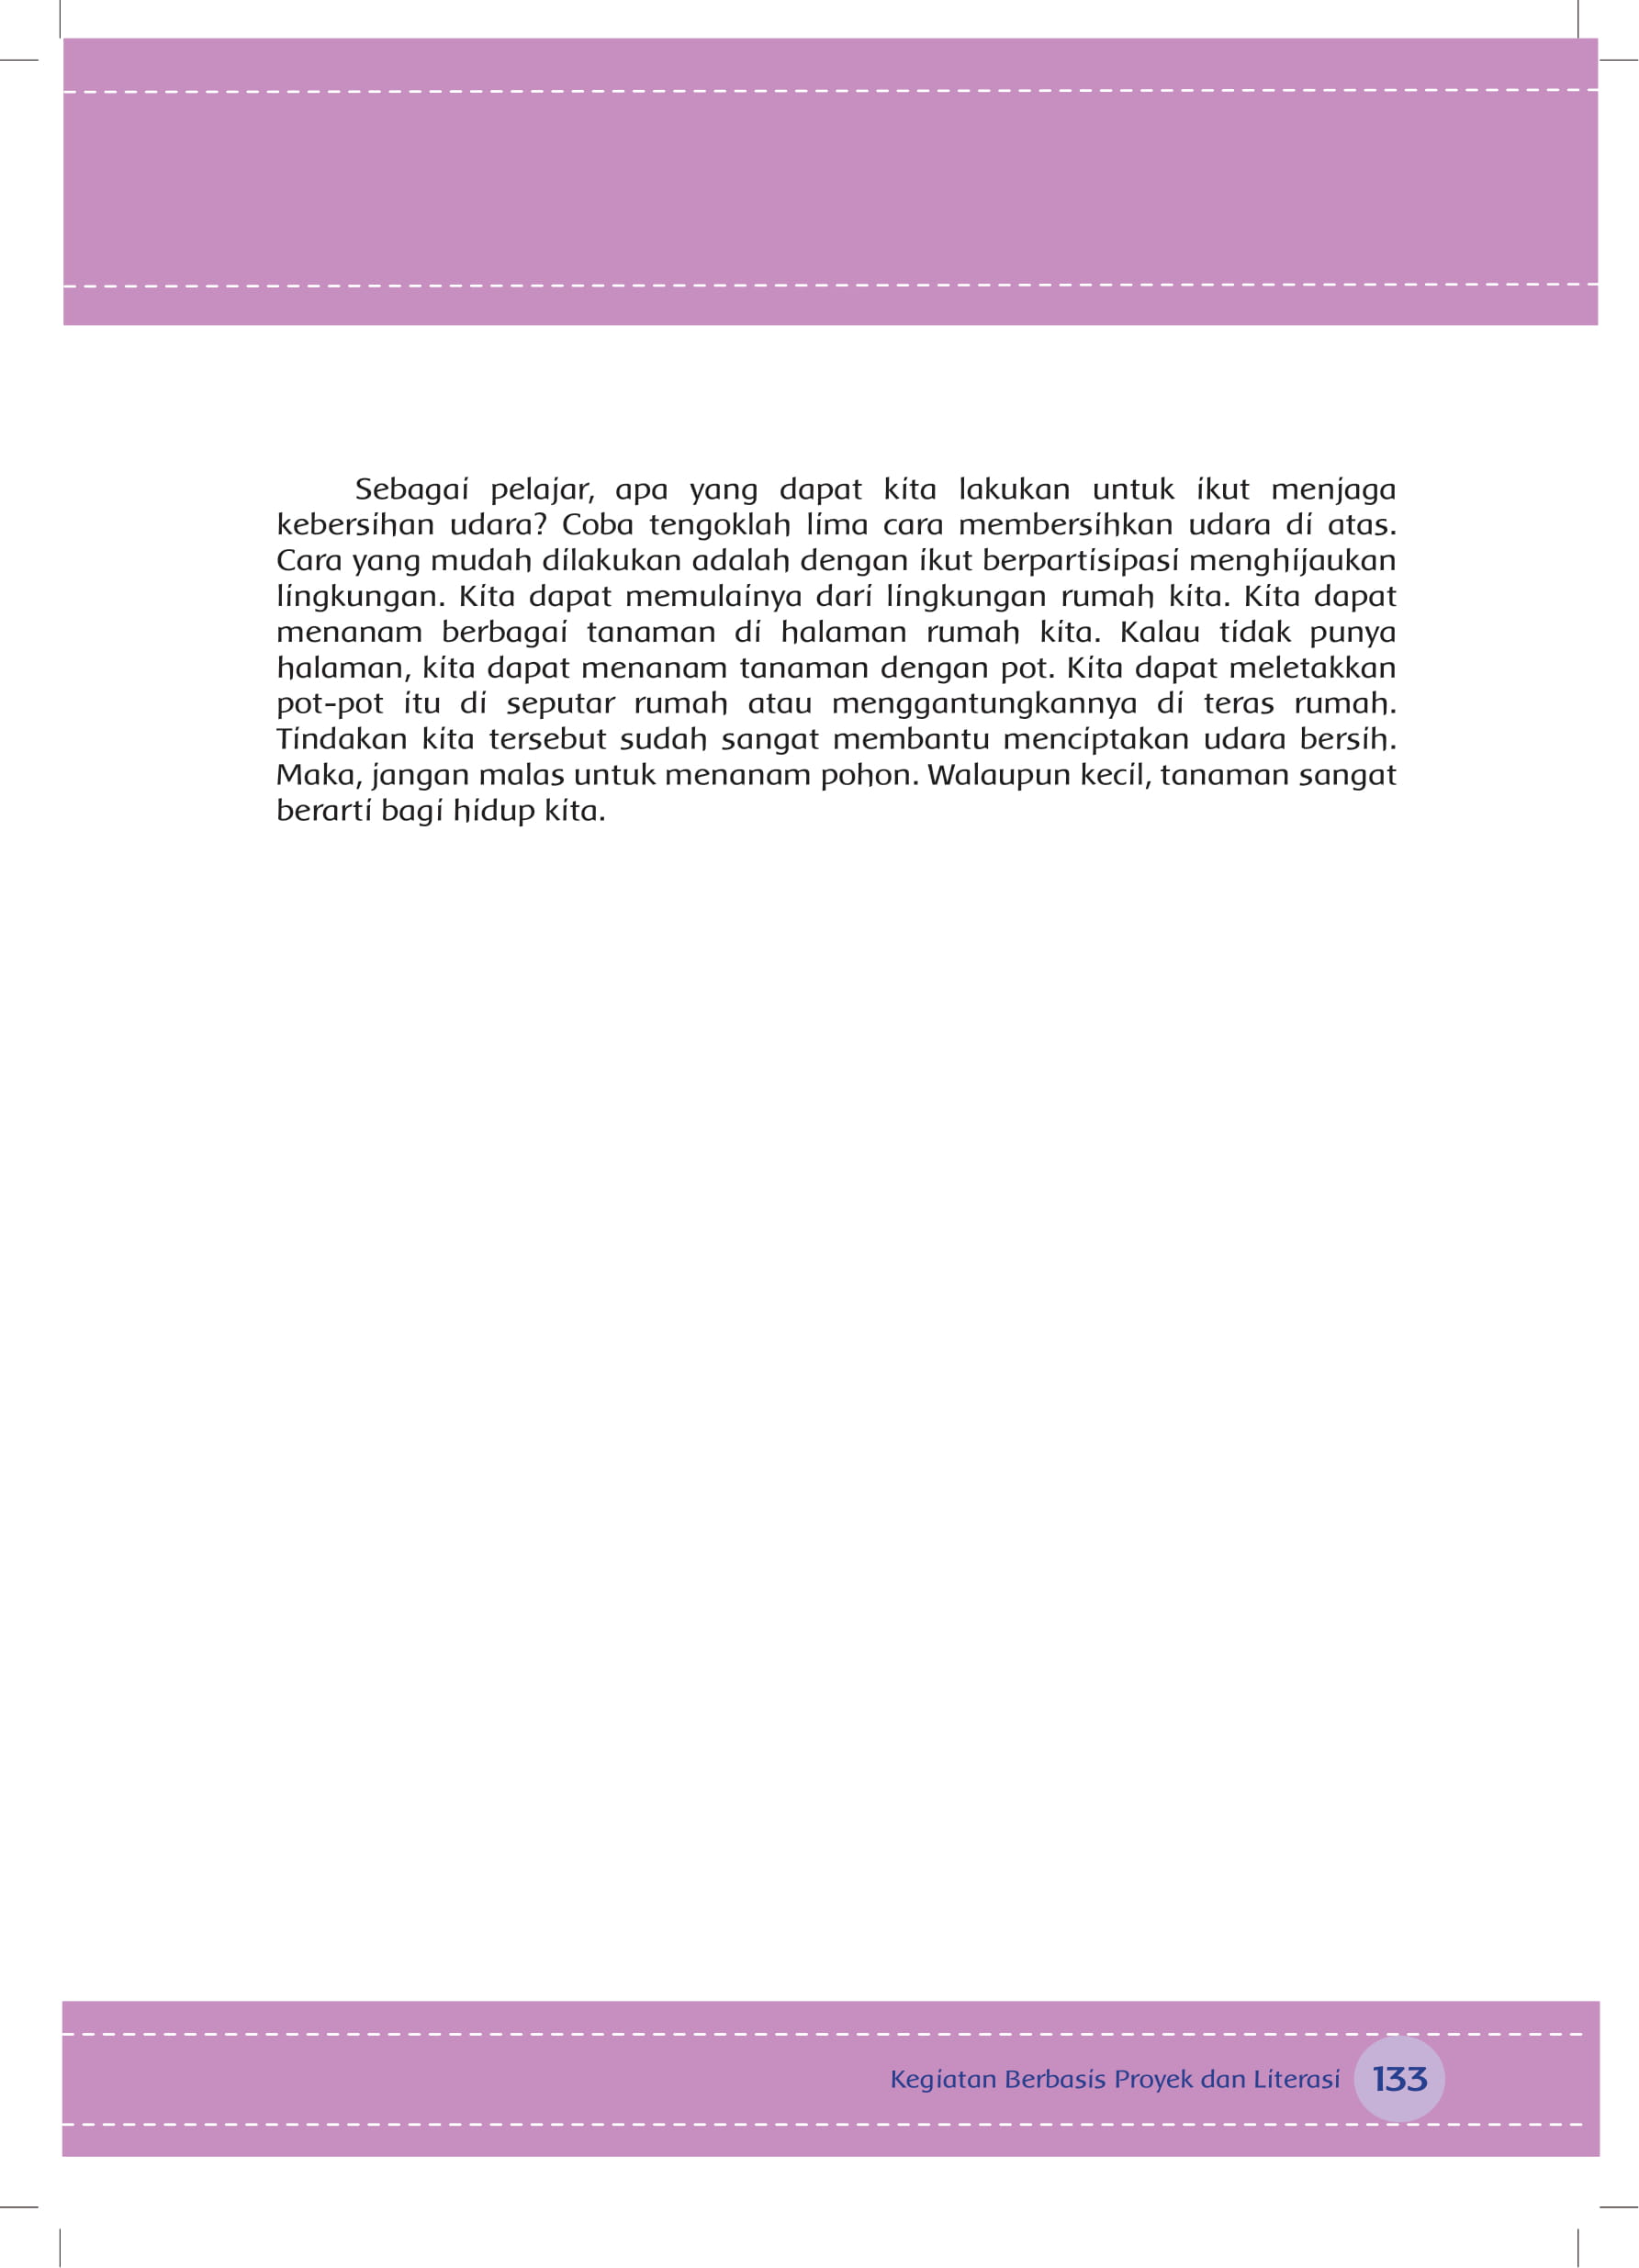 Sebagai pelajar, apa yang dapat kita lakukan untuk ikut menjaga
kebersihan udara? Coba tengoklah lima cara membersihkan udara di atas.
Cara yang mudah dilakukan adalah dengan ikut berpartisipasi menghijaukan
lingkungan. Kita dapat memulainya dari lingkungan rumah kita. Kita dapat
menanam berbagai tanaman di halaman rumah kita. Kalau tidak punya
halaman, kita dapat menanam tanaman dengan pot. Kita dapat meletakkan
pot-pot itu di seputar rumah atau menggantungkannya di teras rumah.
Tindakan kita tersebut sudah sangat membantu menciptakan udara bersih.
Maka, jangan malas untuk menanam pohon. Walaupun kecil, tanaman sangat
berarti bagi hidup kita.
Kegiatan Berbasis Proyek dan Literasi 133